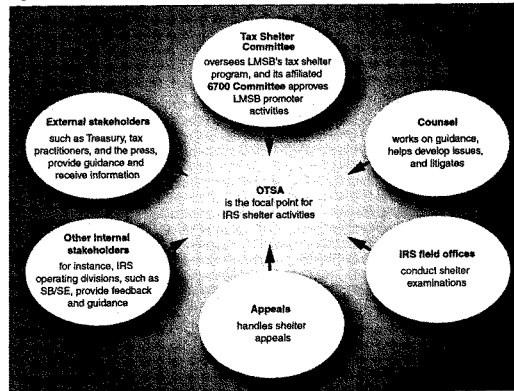 Tax Shelter
Committee
oversees LMSB's tax shelter
program, and its affiliated
6700 Committee approves
LMSB promoter
activities
External stakeholders
such as Treasury, tax
practitioners, and the press,
provide guidance and
receive information
Counsel
works on guidance,
helps develop issues,
and litigates
OTSA
is the focal point for
IRS shelter activities
Other internal
stakeholders
for instance, IRS
operating divisions, such as
SB/SE, provide feedback
and guidance
IRS field offices
conduct shelter
examinations
Appeals
handles shelter
appeals